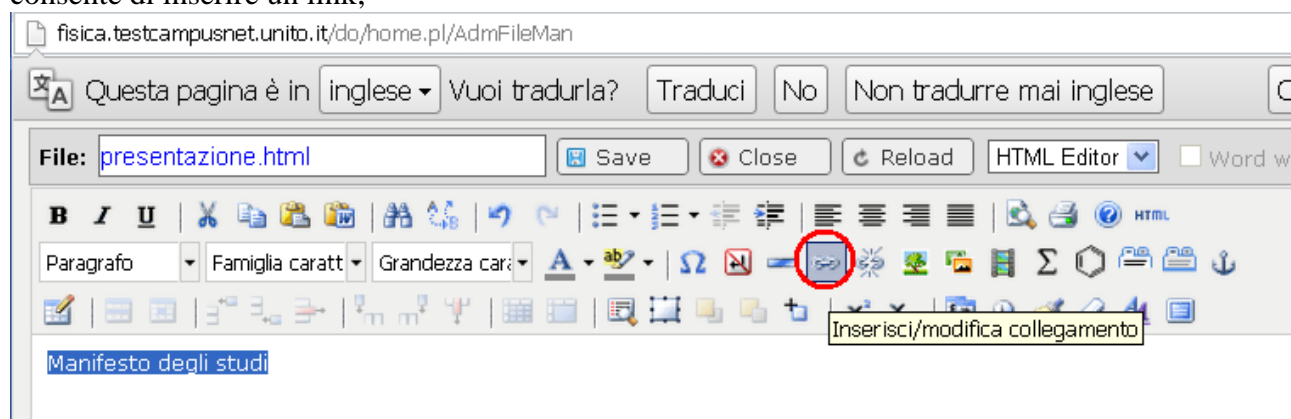 consente di inserire un link;
fisica.testcampusnet.unito.it/do/home.pl/AdmFileMan
Questa pagina è in inglese Vuoi tradurla? Traduci No Non tradurre mai inglese
File: presentazione.html Save Close Reload HTML Editor Word w
B I U HTML
Paragrafo Famiglia caratt Grandezza cara A ab Ω Σ
Inserisci/modifica collegamento
Manifesto degli studi